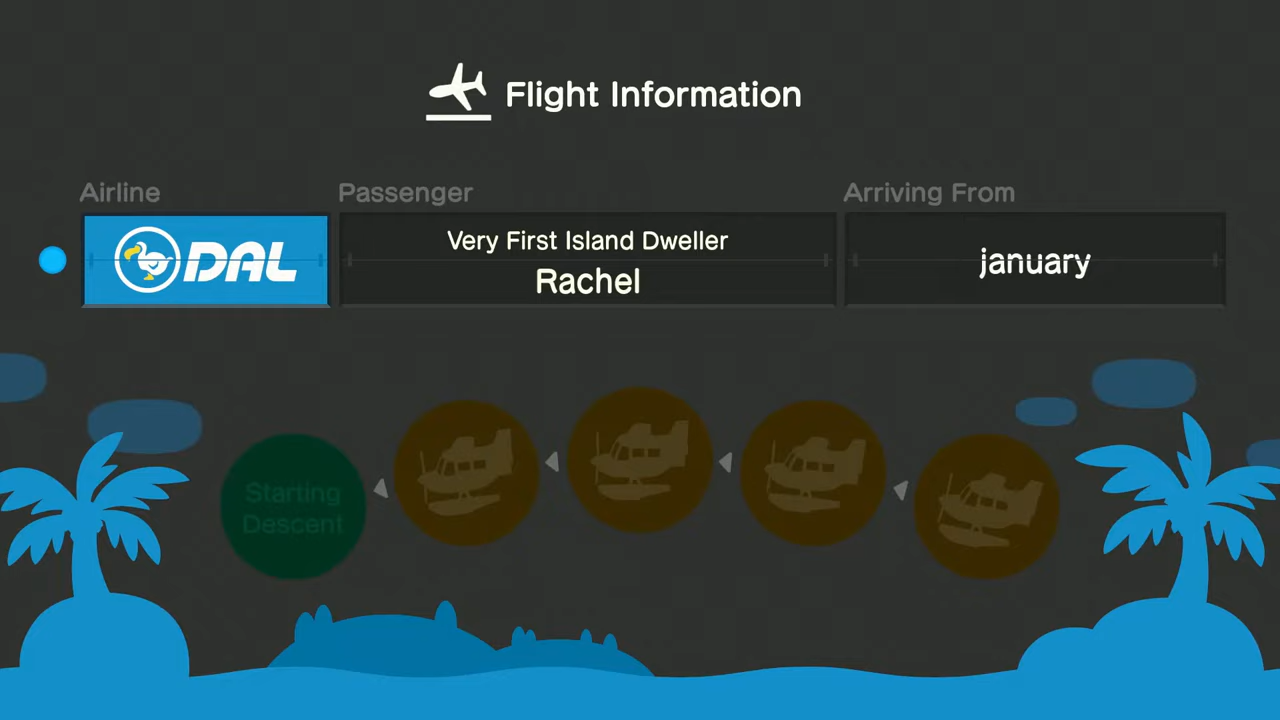 Flight Information
Airline
Passenger
Arriving From
DAL
Very First Island Dweller
Rachel
january
Starting
Descent